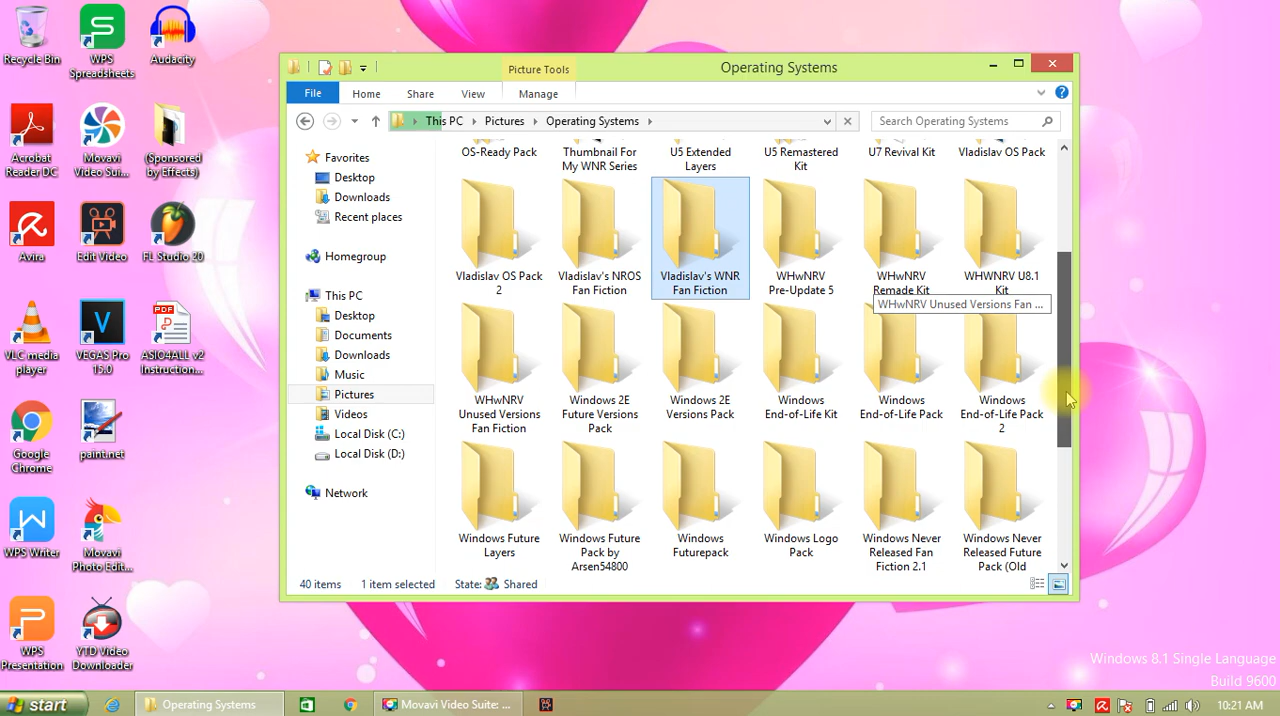 Recycle Bin
WPS
Spreadsheets
Audacity
Acrobat
Reader DC
Movavi
Video Sui...
(Sponsored
by Effects)
Avira
Edit Video
FL Studio 20
VLC media
player
VEGAS Pro
15.0
PDF
ASIO4ALL v2
Instruction...
Google
Chrome
paint.net
WPS Writer
Movavi
Photo Edit...
WPS
Presentation
YTD Video
Downloader
Picture Tools
Operating Systems
File
Home
Share
View
Manage
This PC
Pictures
Operating Systems
Search Operating Systems
Favorites
Desktop
Downloads
Recent places
Homegroup
This PC
Desktop
Documents
Downloads
Music
Pictures
Videos
Local Disk (C:)
Local Disk (D:)
Network
OS-Ready Pack
Thumbnail For
My WNR Series
U5 Extended
Layers
U5 Remastered
Kit
U7 Revival Kit
Vladislav OS Pack
Vladislav OS Pack
2
Vladislav's NROS
Fan Fiction
Vladislav's WNR
Fan Fiction
WHwNRV
Pre-Update 5
WHwNRV
Remade Kit
WHWNRV U8.1
Kit
WHwNRV Unused Versions Fan ...
WHwNRV
Unused Versions
Fan Fiction
Windows 2E
Future Versions
Pack
Windows 2E
Versions Pack
Windows
End-of-Life Kit
Windows
End-of-Life Pack
Windows
End-of-Life Pack
2
Windows Future
Layers
Windows Future
Pack by
Arsen54800
Windows
Futurepack
Windows Logo
Pack
Windows Never
Released Fan
Fiction 2.1
Windows Never
Released Future
Pack (Old
40 items
1 item selected
State:
Shared
Windows 8.1 Single Language
Build 9600
start
Operating Systems
Movavi Video Suite: ...
10:21 AM